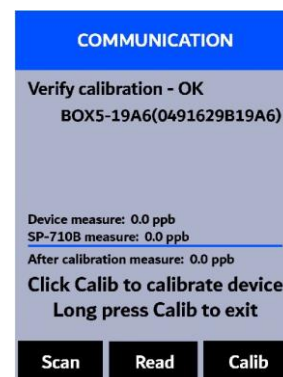 COMMUNICATION
Verify calibration - OK
BOX5-19A6(0491629B19A6)
Device measure: 0.0 ppb
SP-710B measure: 0.0 ppb
After calibration measure: 0.0 ppb
Click Calib to calibrate device
Long press Calib to exit
Scan Read Calib